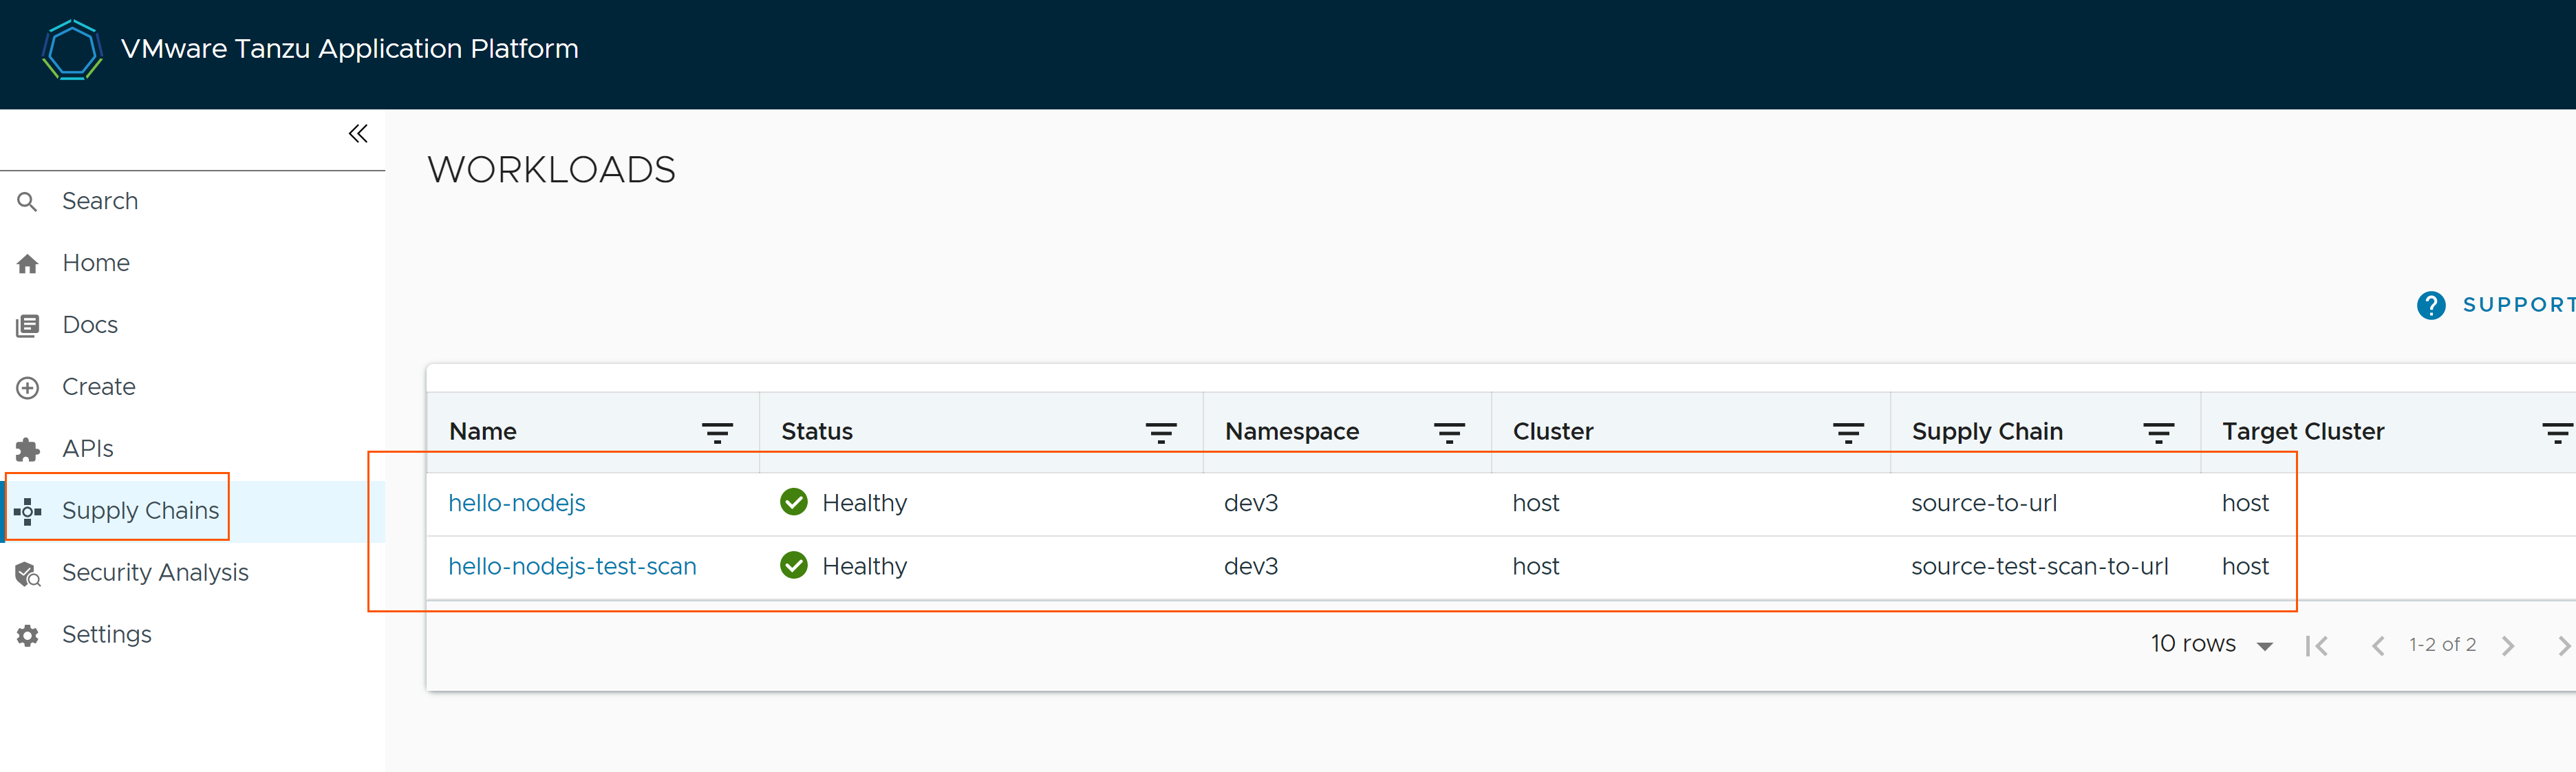 VMware Tanzu Application Platform
WORKLOADS
Search
Home
Docs
Create
APIs
Supply Chains
Security Analysis
Settings
SUPPORT
Name Status Namespace Cluster Supply Chain Target Cluster
hello-nodejs Healthy dev3 host source-to-url host
hello-nodejs-test-scan Healthy dev3 host source-test-scan-to-url host
10 rows 1-2 of 2